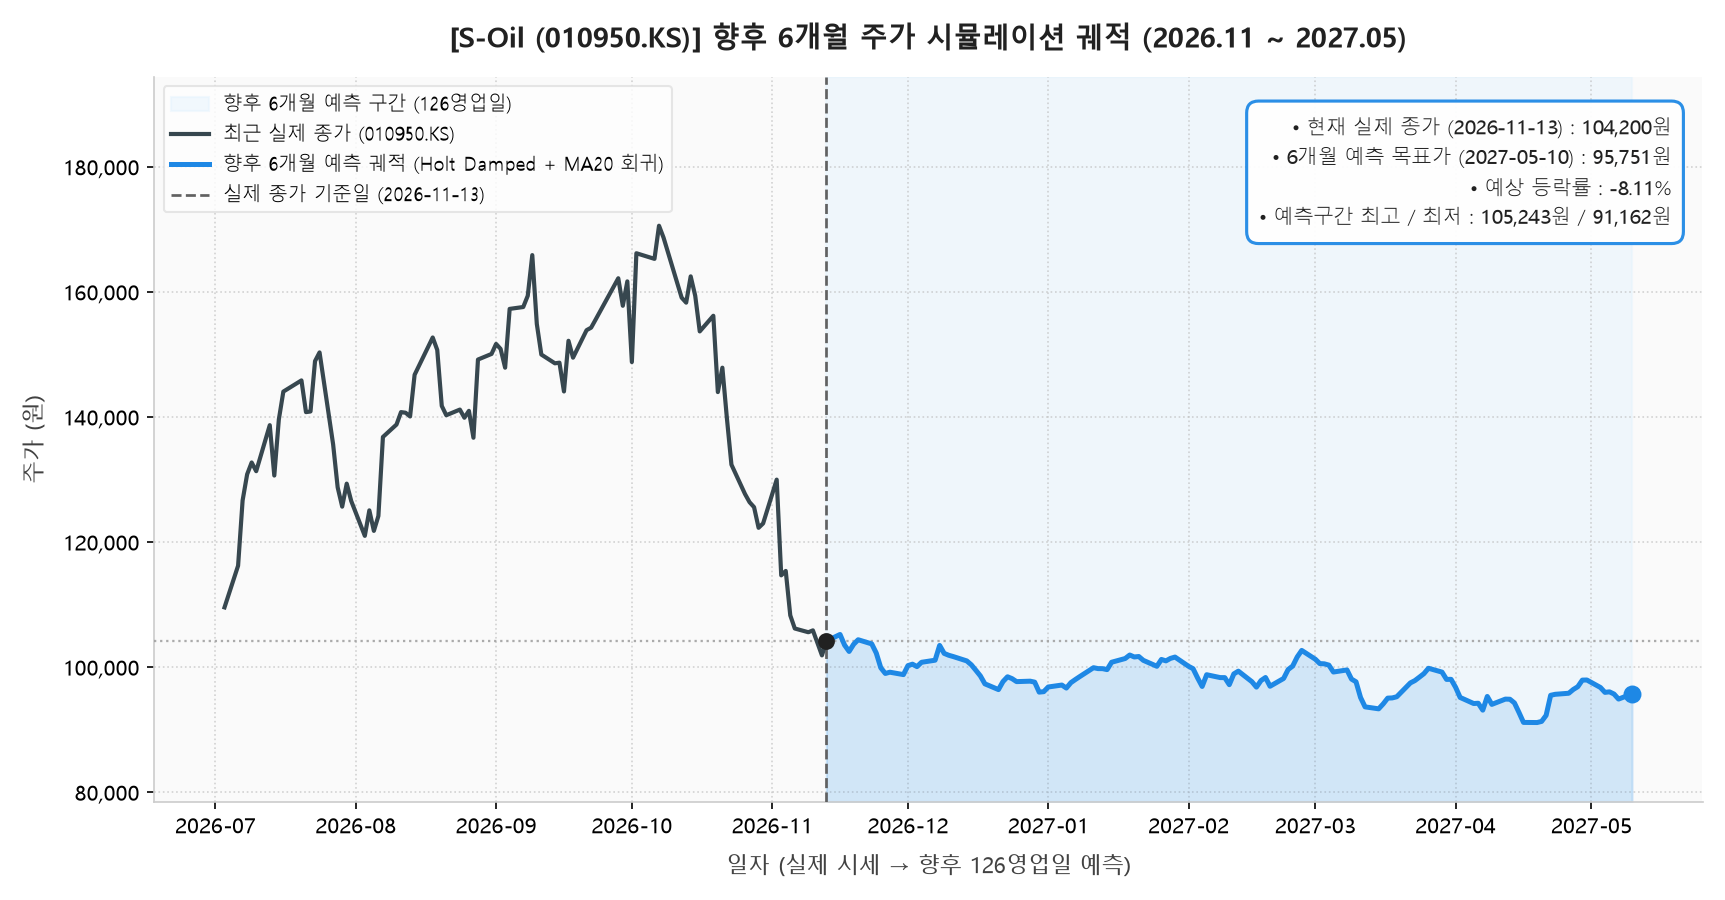 [S-Oil (010950.KS)] 향후 6개월 주가 시뮬레이션 궤적 (2026.11 ~ 2027.05)
향후 6개월 예측 구간 (126영업일)
최근 실제 종가 (010950.KS)
향후 6개월 예측 궤적 (Holt Damped + MA20 회귀)
실제 종가 기준일 (2026-11-13)
• 현재 실제 종가 (2026-11-13) : 104,200원
• 6개월 예측 목표가 (2027-05-10) : 95,751원
• 예상 등락률 : -8.11%
• 예측구간 최고 / 최저 : 105,243원 / 91,162원
주가 (원)
180,000
160,000
140,000
120,000
100,000
80,000
2026-07 2026-08 2026-09 2026-10 2026-11 2026-12 2027-01 2027-02 2027-03 2027-04 2027-05
일자 (실제 시세 → 향후 126영업일 예측)